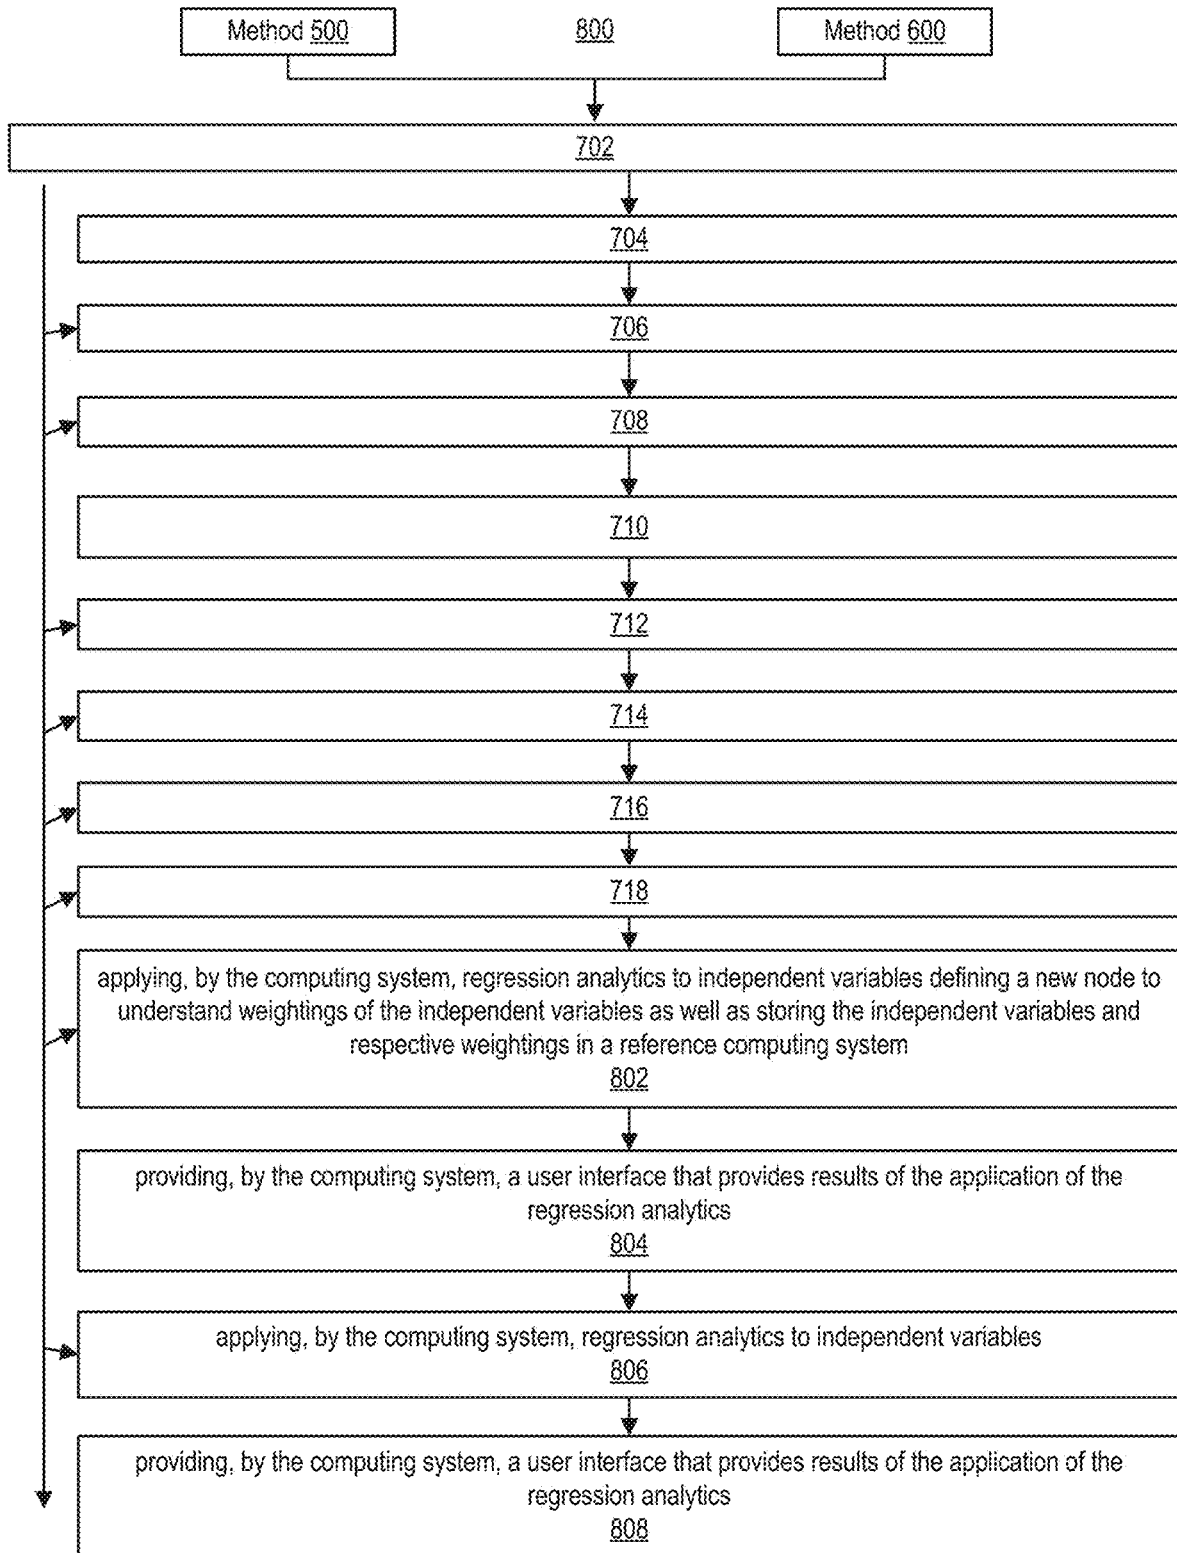 Method 500
800
Method 600
702
704
706
708
710
712
714
716
718
applying, by the computing system, regression analytics to independent variables defining a new node to
understand weightings of the independent variables as well as storing the independent variables and
respective weightings in a reference computing system
802
providing, by the computing system, a user interface that provides results of the application of the
regression analytics
804
applying, by the computing system, regression analytics to independent variables
806
providing, by the computing system, a user interface that provides results of the application of the
regression analytics
808